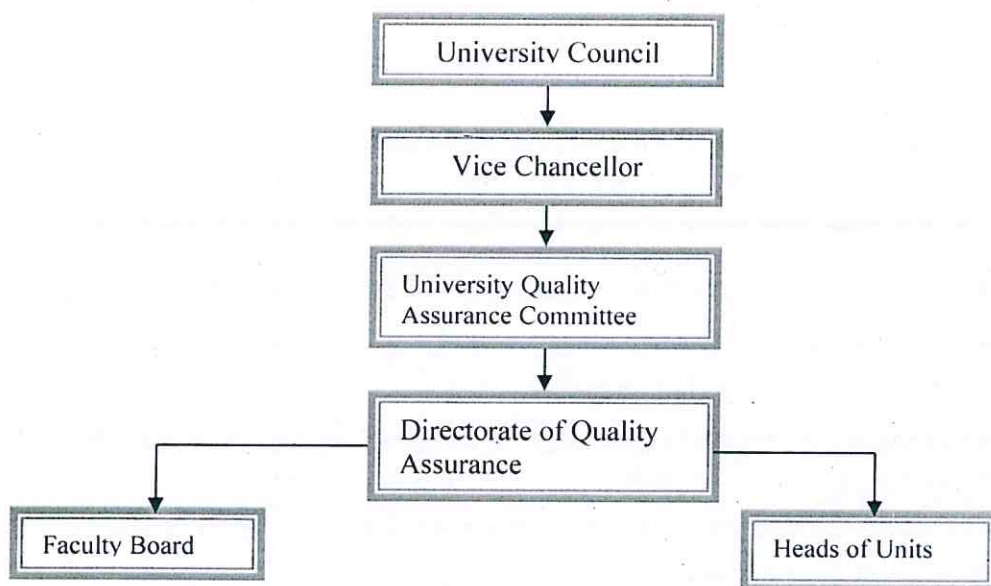 University Council
Vice Chancellor
University Quality
Assurance Committee
Directorate of Quality
Assurance
Faculty Board
Heads of Units